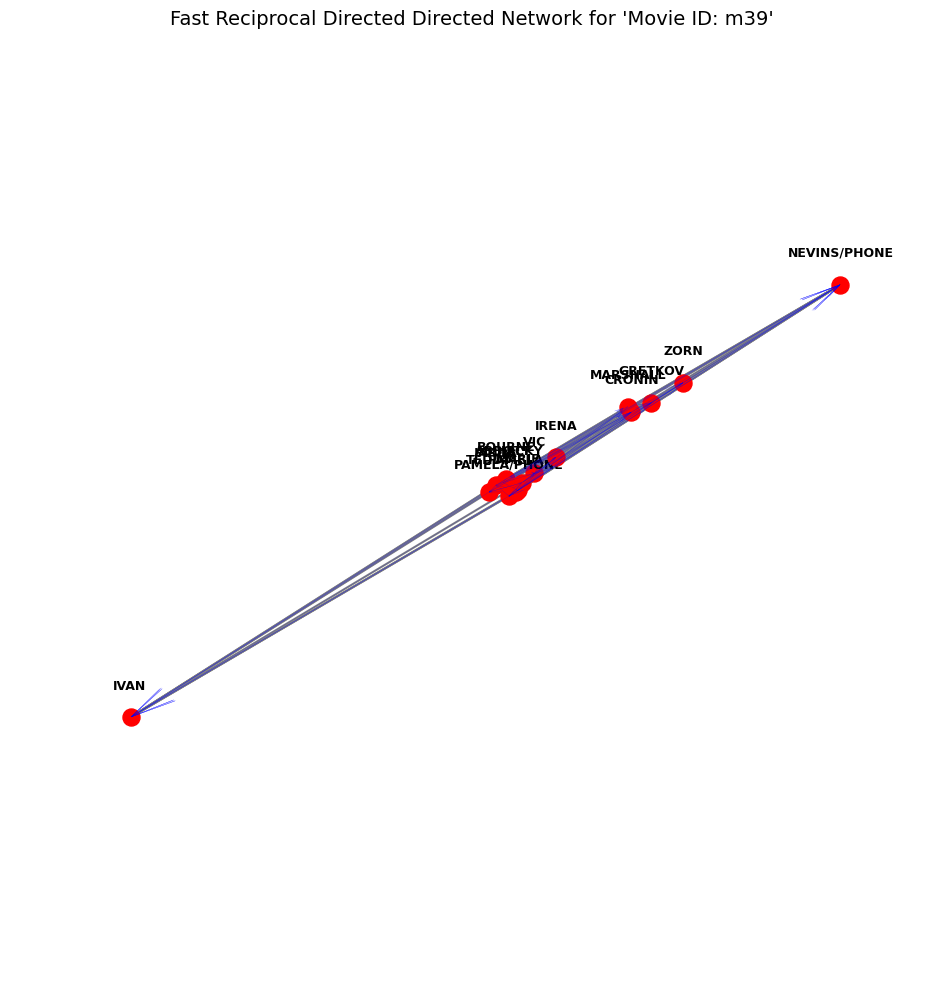 Fast Reciprocal Directed Directed Network for 'Movie ID: m39'
NEVINS/PHONE
ZORN
GRETKOV
MARSHALL
CRONIN
IRENA
VIC
BOURNE
PAMELA/PHONE
IVAN